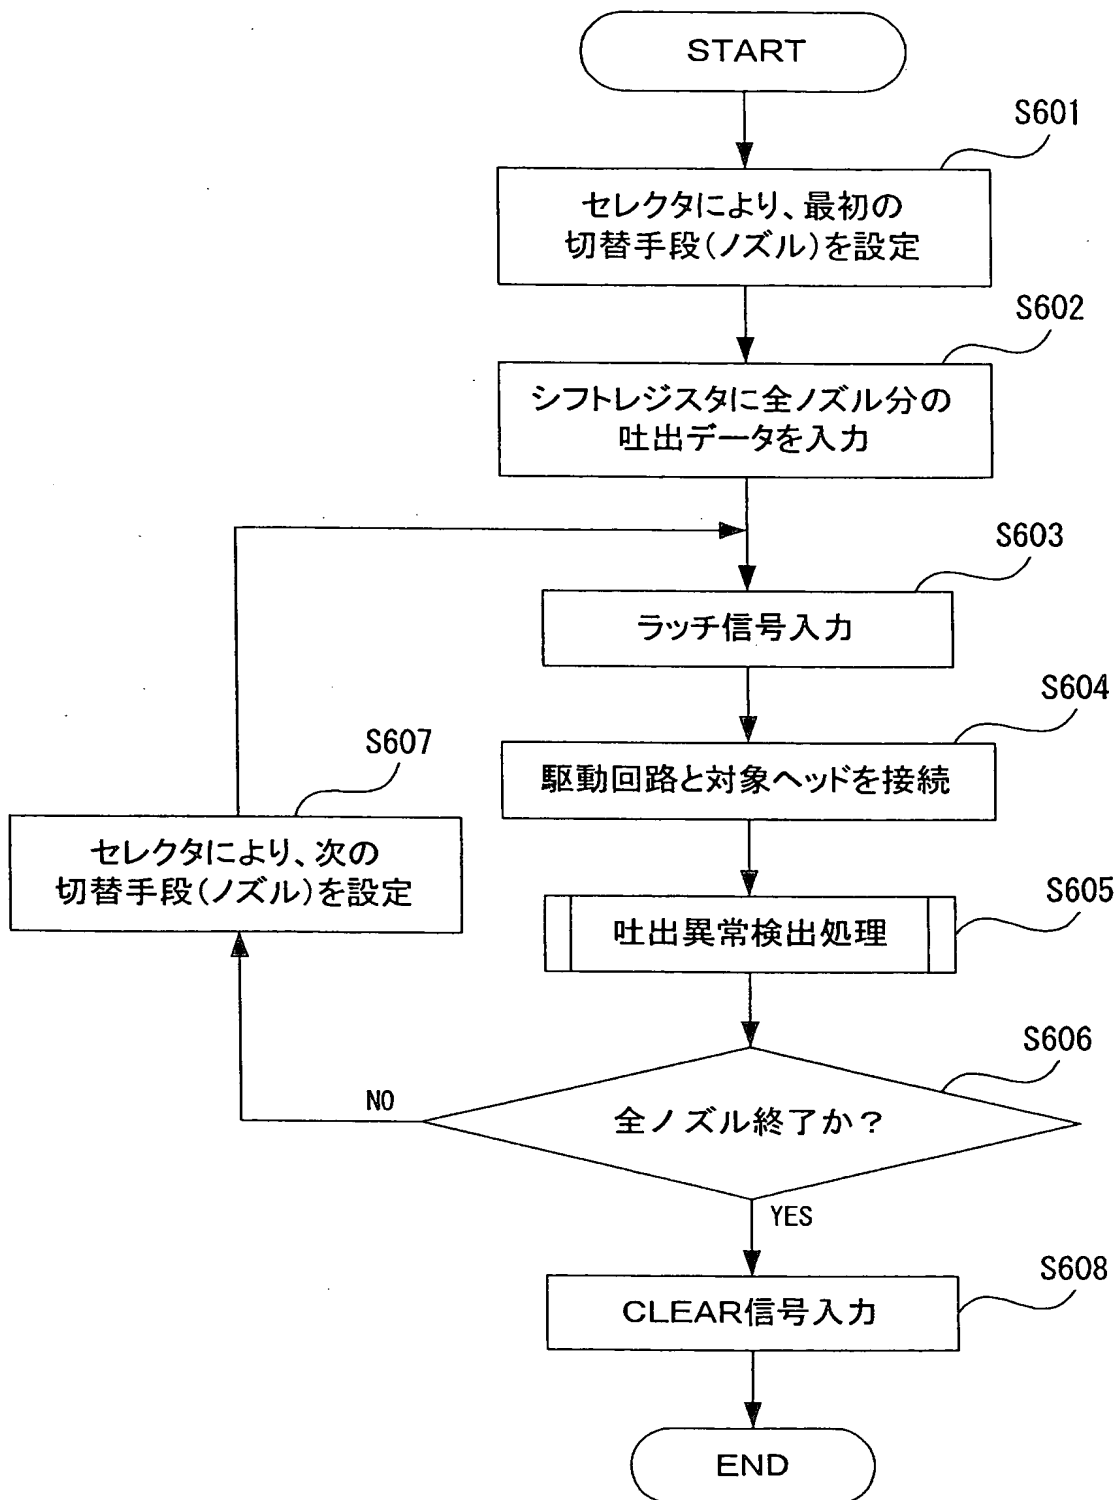 START
S601
セレクタにより、最初の
切替手段(ノズル)を設定
S602
シフトレジスタに全ノズル分の
吐出データを入力
S603
ラッチ信号入力
S604
駆動回路と対象ヘッドを接続
S607
セレクタにより、次の
切替手段(ノズル)を設定
S605
吐出異常検出処理
S606
全ノズル終了か?
NO
YES
S608
CLEAR信号入力
END